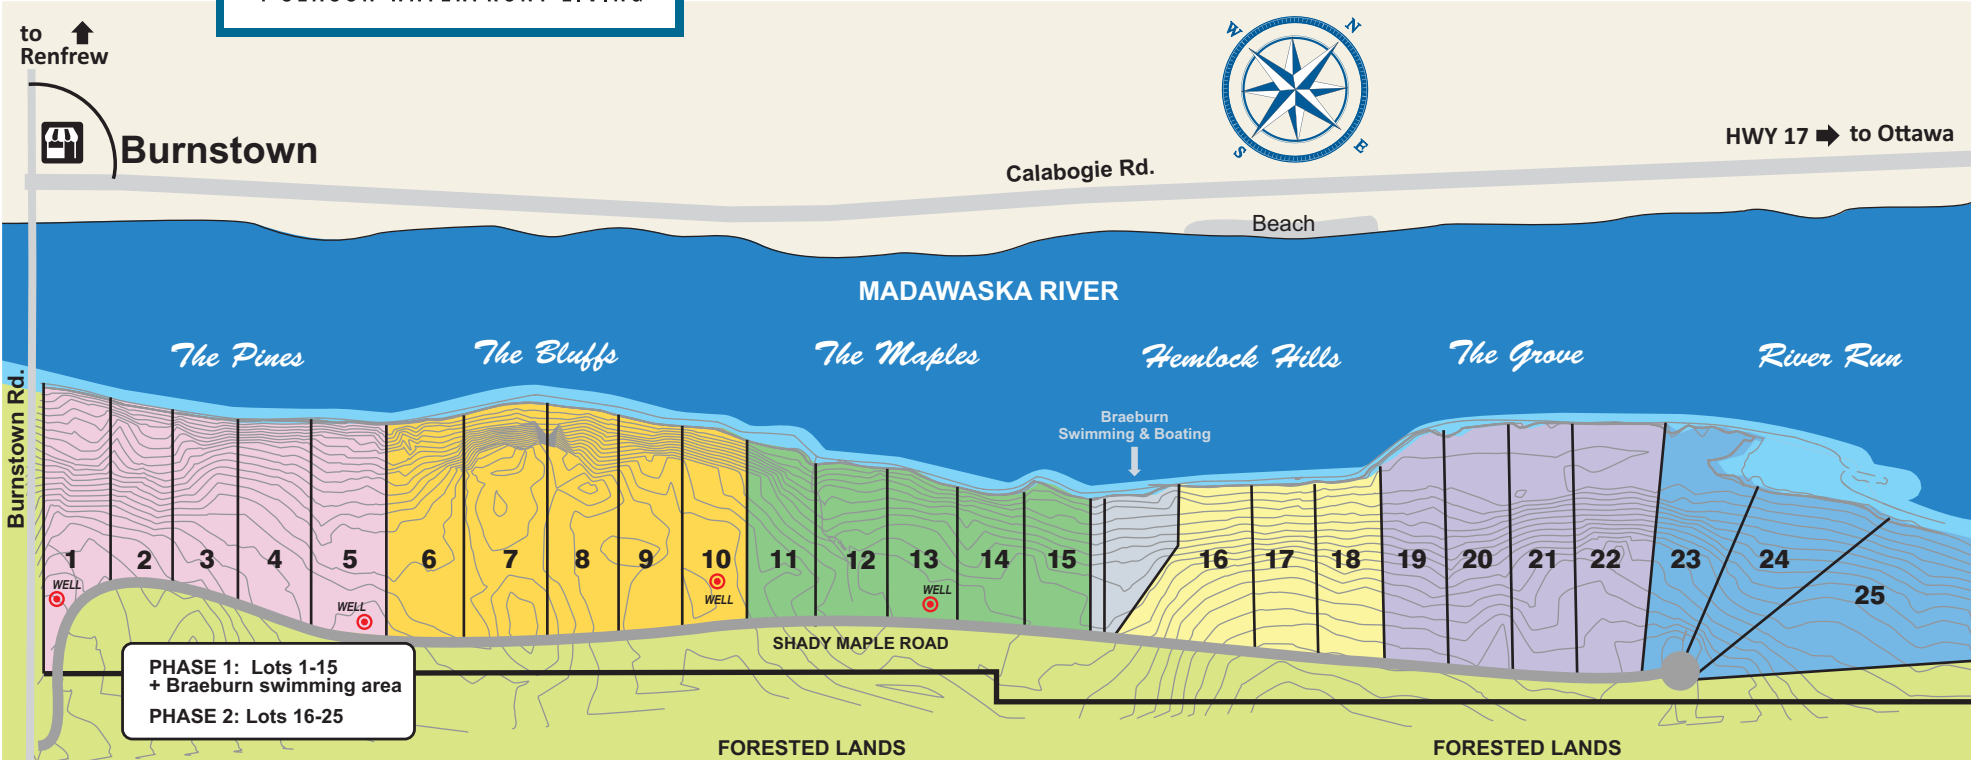 4-SEASON WATERFRONT LIVING
to
Renfrew
W
N
S
E
Burnstown
HWY 17 to Ottawa
Calabogie Rd.
Beach
MADAWASKA RIVER
The Pines
The Bluffs
The Maples
Hemlock Hills
The Grove
River Run
Burnstown Rd.
Braeburn
Swimming & Boating
1
2
3
4
5
6
7
8
9
10
11
12
13
14
15
16
17
18
19
20
21
22
23
24
25
WELL
WELL
WELL
WELL
SHADY MAPLE ROAD
PHASE 1: Lots 1-15
+ Braeburn swimming area
PHASE 2: Lots 16-25
FORESTED LANDS
FORESTED LANDS